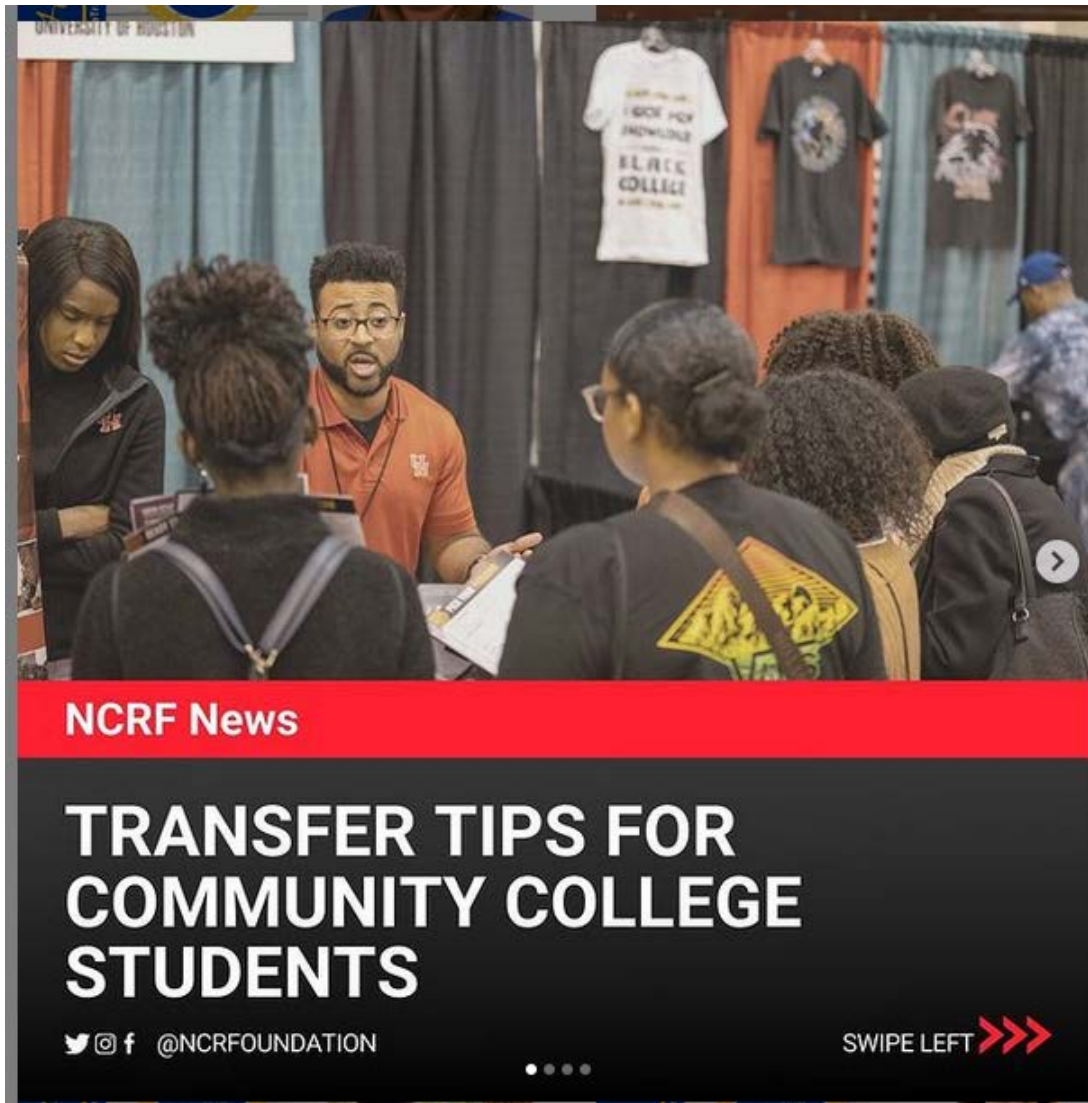 UNIVERSITY OF HOUSTON
BLACK
COLLEGE
NCRF News
TRANSFER TIPS FOR
COMMUNITY COLLEGE
STUDENTS
@NCRFOUNDATION
SWIPE LEFT